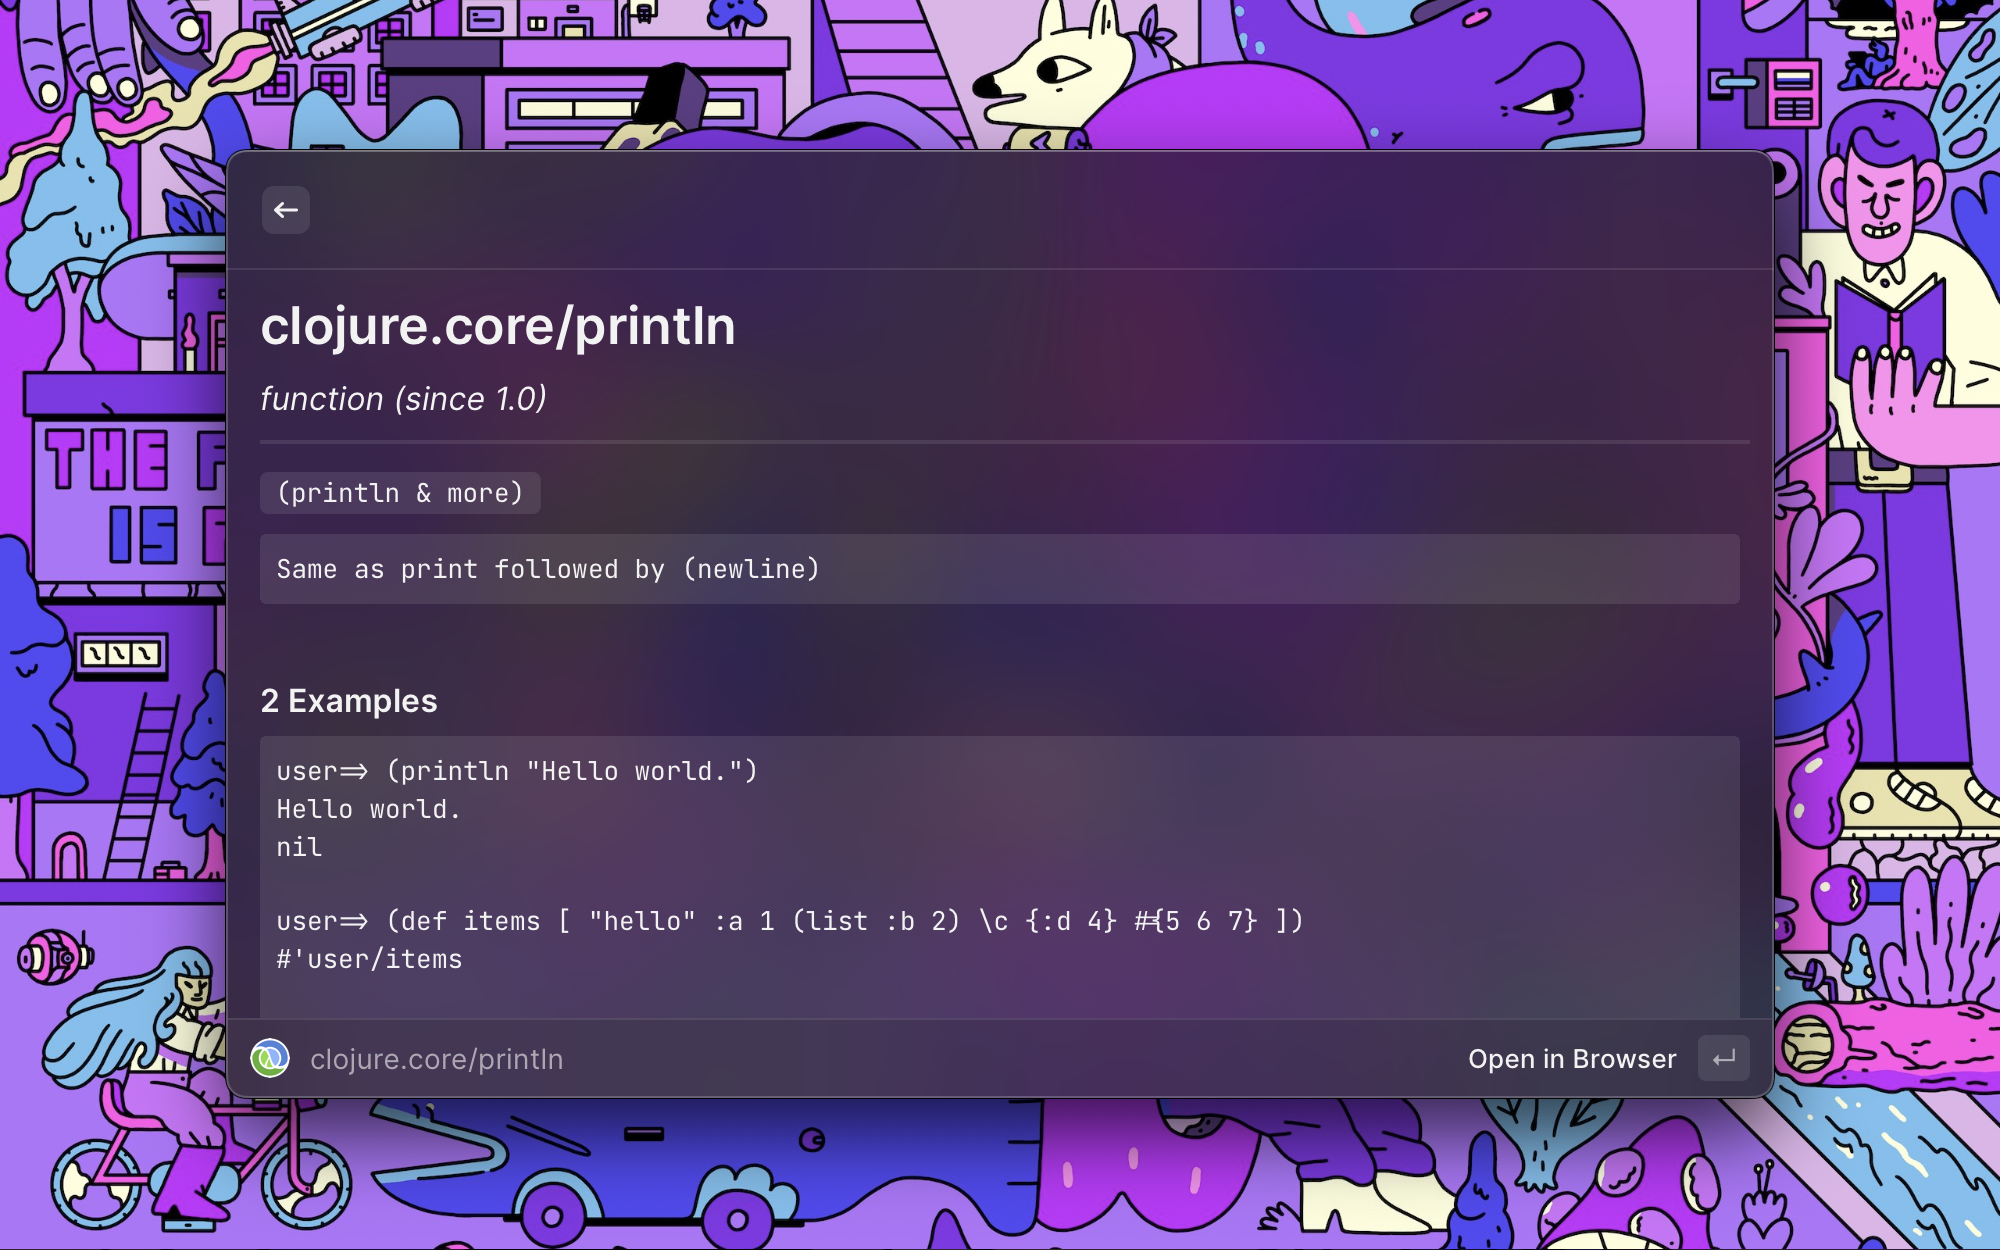 THE F
IS
clojure.core/println
function (since 1.0)
(println & more)
Same as print followed by (newline)
2 Examples
user=> (println "Hello world.")
Hello world.
nil
user=> (def items [ "hello" :a 1 (list :b 2) \c {:d 4} #{5 6 7} ])
#'user/items
clojure.core/println
Open in Browser